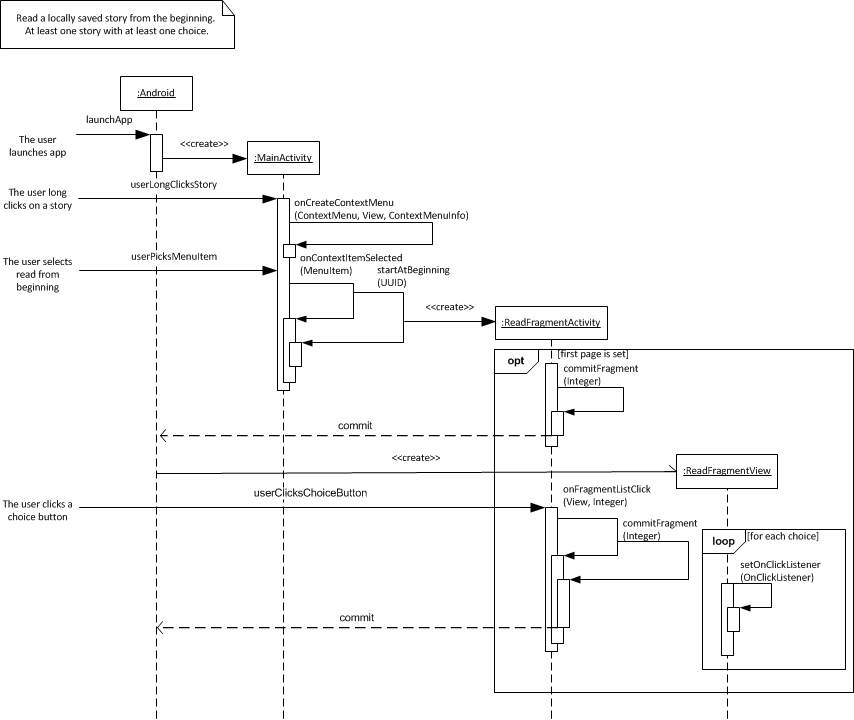 Read a locally saved story from the beginning.
At least one story with at least one choice.
:Android
launchApp
The user
launches app
<<create>>
:MainActivity
userLongClicksStory
The user long
clicks on a story
onCreateContextMenu
(ContextMenu, View, ContextMenuInfo)
userPicksMenuItem
The user selects
read from
beginning
onContextItemSelected
(MenuItem)
startAtBeginning
(UUID)
<<create>>
:ReadFragmentActivity
opt
[first page is set]
commitFragment
(Integer)
commit
<<create>>
:ReadFragmentView
The user clicks a
choice button
userClicksChoiceButton
onFragmentListClick
(View, Integer)
commitFragment
(Integer)
loop
[for each choice]
setOnClickListener
(OnClickListener)
commit